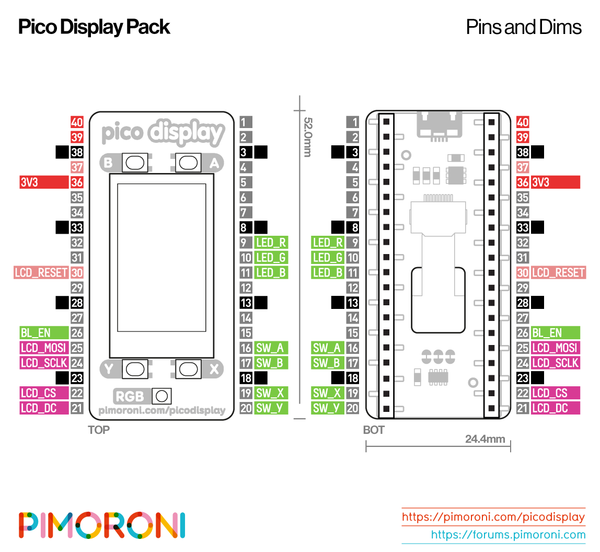 Pico Display Pack
Pins and Dims
40 1
39 2
38 3
37 4
3V3 36 5
35 6
34 7
33 8
32 9 LED_R
31 10 LED_G
LCD_RESET 30 11 LED_B
29 12
28 13
27 14
BL_EN 26 15
LCD_MOSI 25 16 SW_A
LCD_SCLK 24 17 SW_B
23 18
LCD_CS 22 19 SW_X
LCD_DC 21 20 SW_Y
pico display
B A
Y X
RGB
pimoroni.com/picodisplay
TOP
52.0mm
1 40
2 39
3 38
4 37
5 36 3V3
6 35
7 34
8 33
LED_R 9 32
LED_G 10 31
LED_B 11 30 LCD_RESET
12 29
13 28
14 27
15 26 BL_EN
SW_A 16 25 LCD_MOSI
SW_B 17 24 LCD_SCLK
18 23
SW_X 19 22 LCD_CS
SW_Y 20 21 LCD_DC
BOT
24.4mm
PIMORONI
https://pimoroni.com/picodisplay
https://forums.pimoroni.com